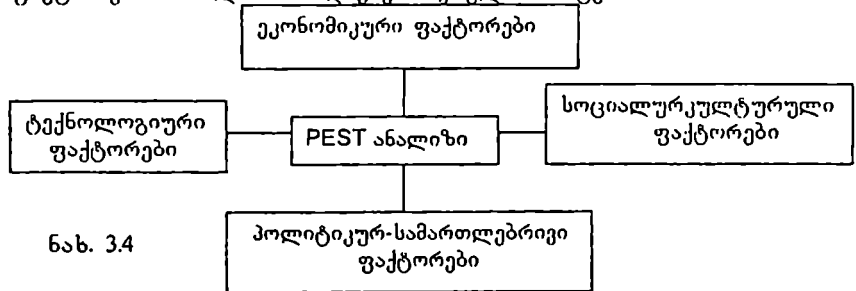 ეკონომიკური ფაქტორები
ტექნოლოგიური
ფაქტორები
PEST ანალიზი
სოციალურკულტურული
ფაქტორები
ნახ. 3.4
პოლიტიკურ-სამართლებრივი
ფაქტორები